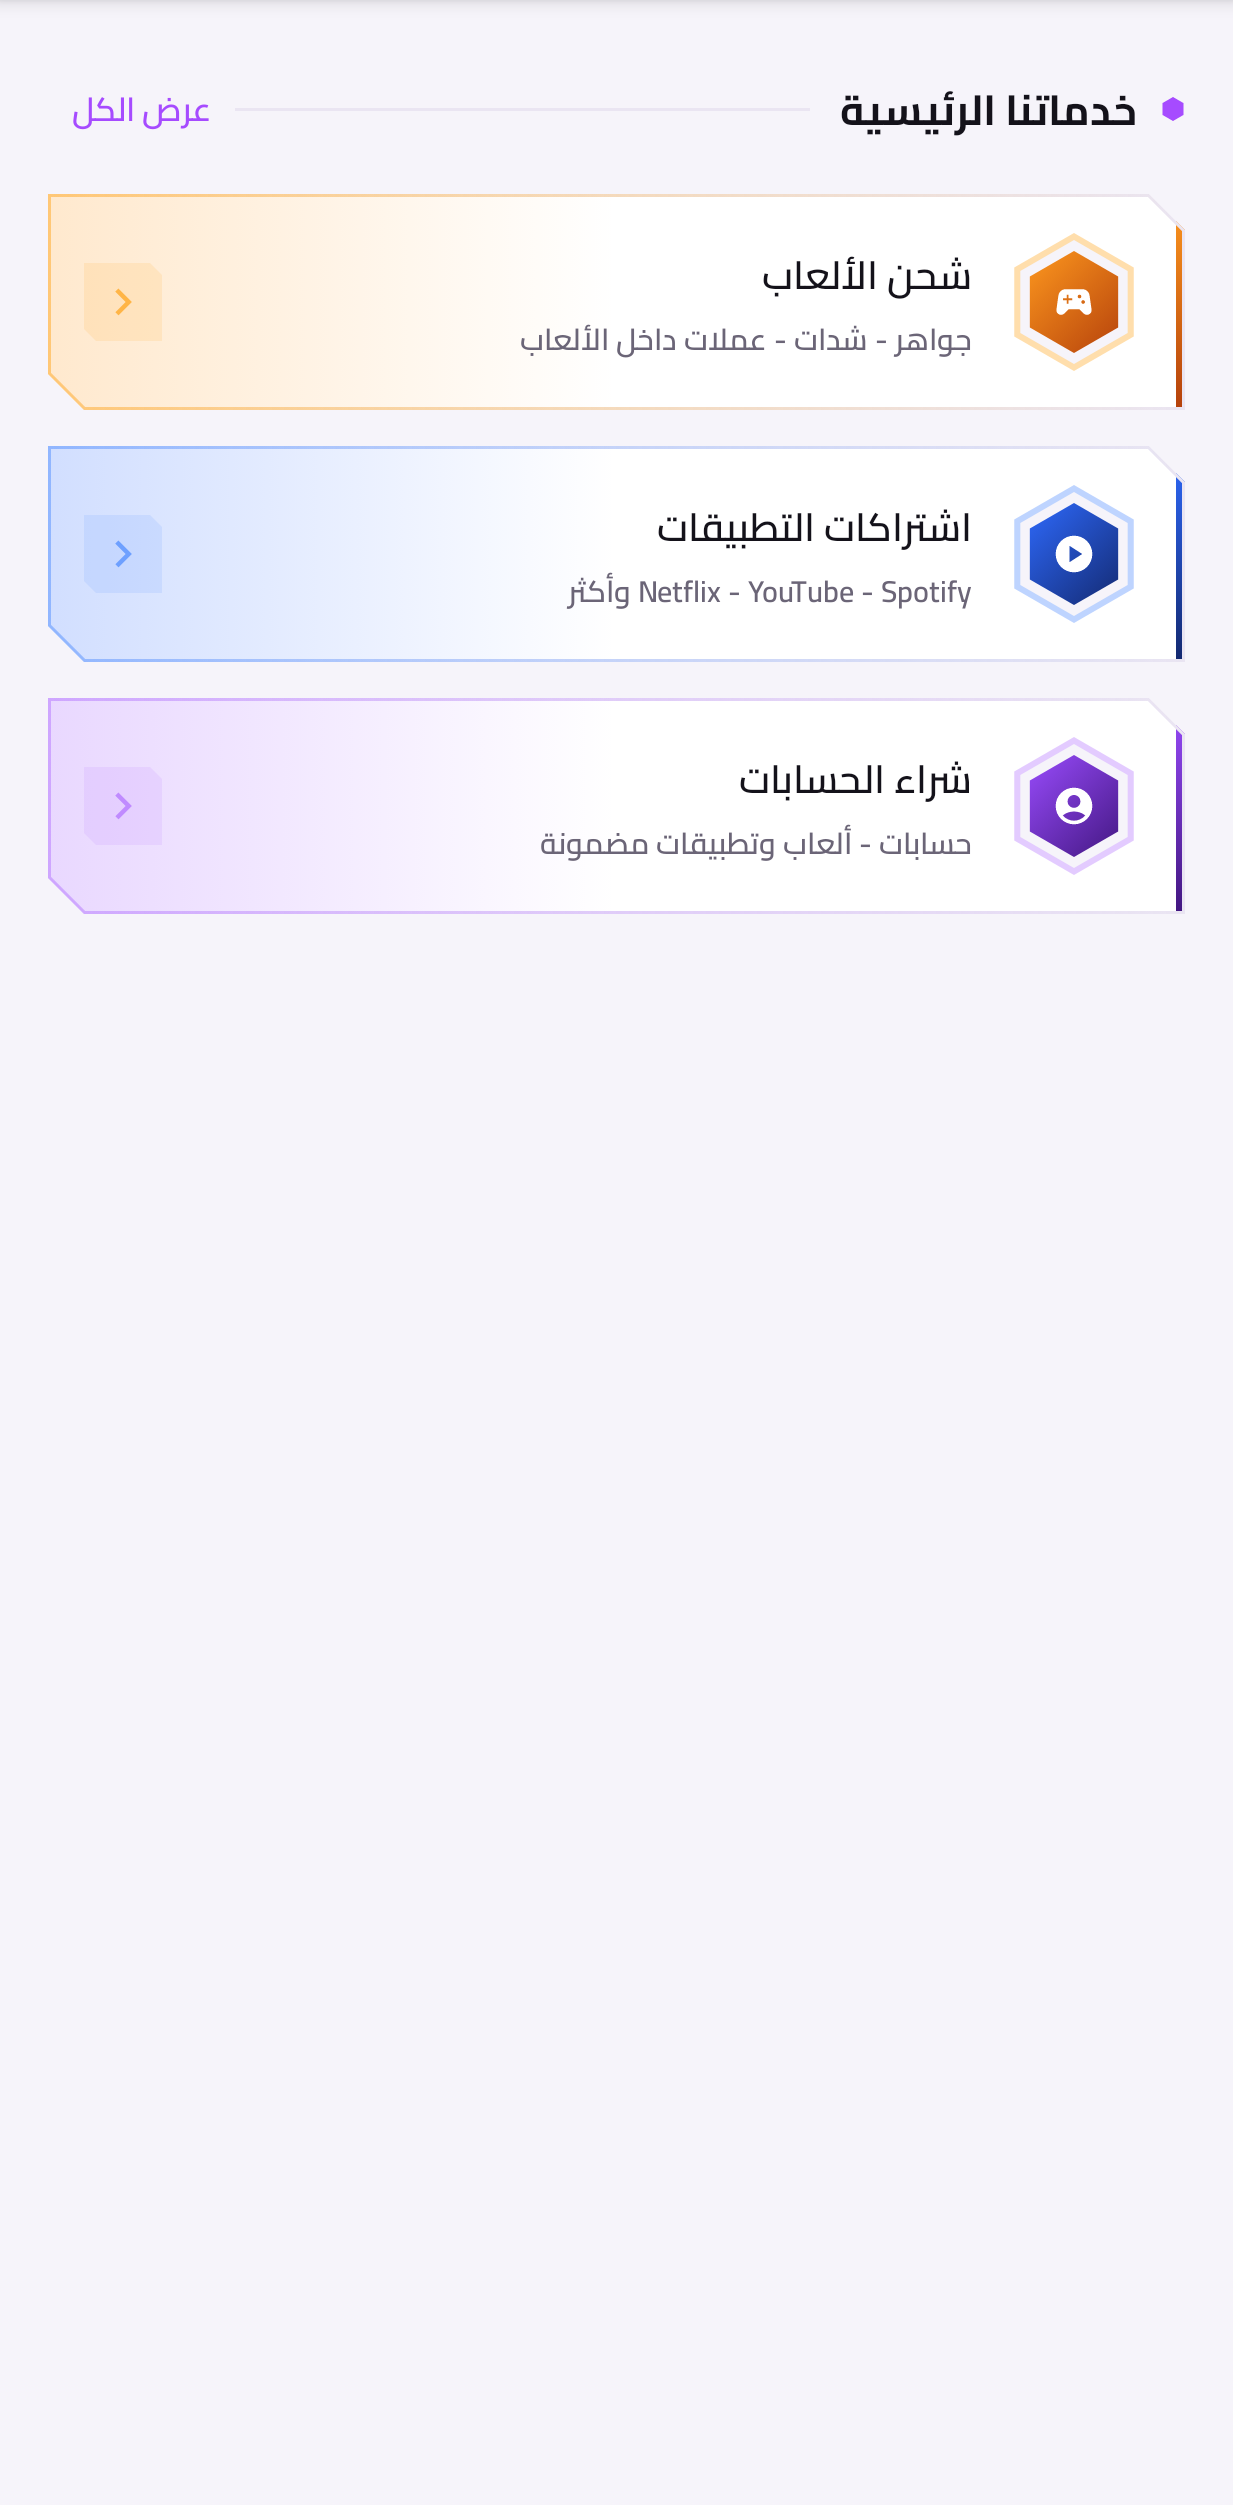 خدماتنا الرئيسية
عرض الكل
شحن الألعاب
جواهر - شدات - عملات داخل الألعاب
اشتراكات التطبيقات
Netflix - YouTube - Spotify وأكثر
شراء الحسابات
حسابات - ألعاب وتطبيقات مضمونة